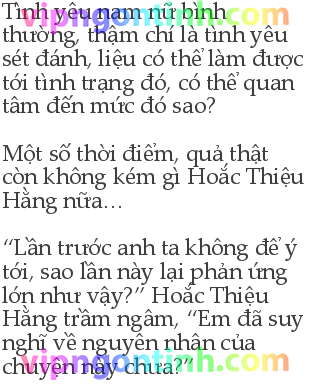 vipngontinh.com
Tình yêu nam nữ bình
thường, thậm chí là tình yêu
sét đánh, liệu có thể làm được
tới tình trạng đó, có thể quan
tâm đến mức đó sao?
Một số thời điểm, quả thật
còn không kém gì Hoắc Thiệu
Hằng nữa...
“Lần trước anh ta không để ý
tới, sao lần này lại phản ứng
lớn như vậy?” Hoắc Thiệu
Hằng trầm ngâm, “Em đã suy
nghĩ về nguyên nhân của
chuyện này chưa?”
vipngontinh.com